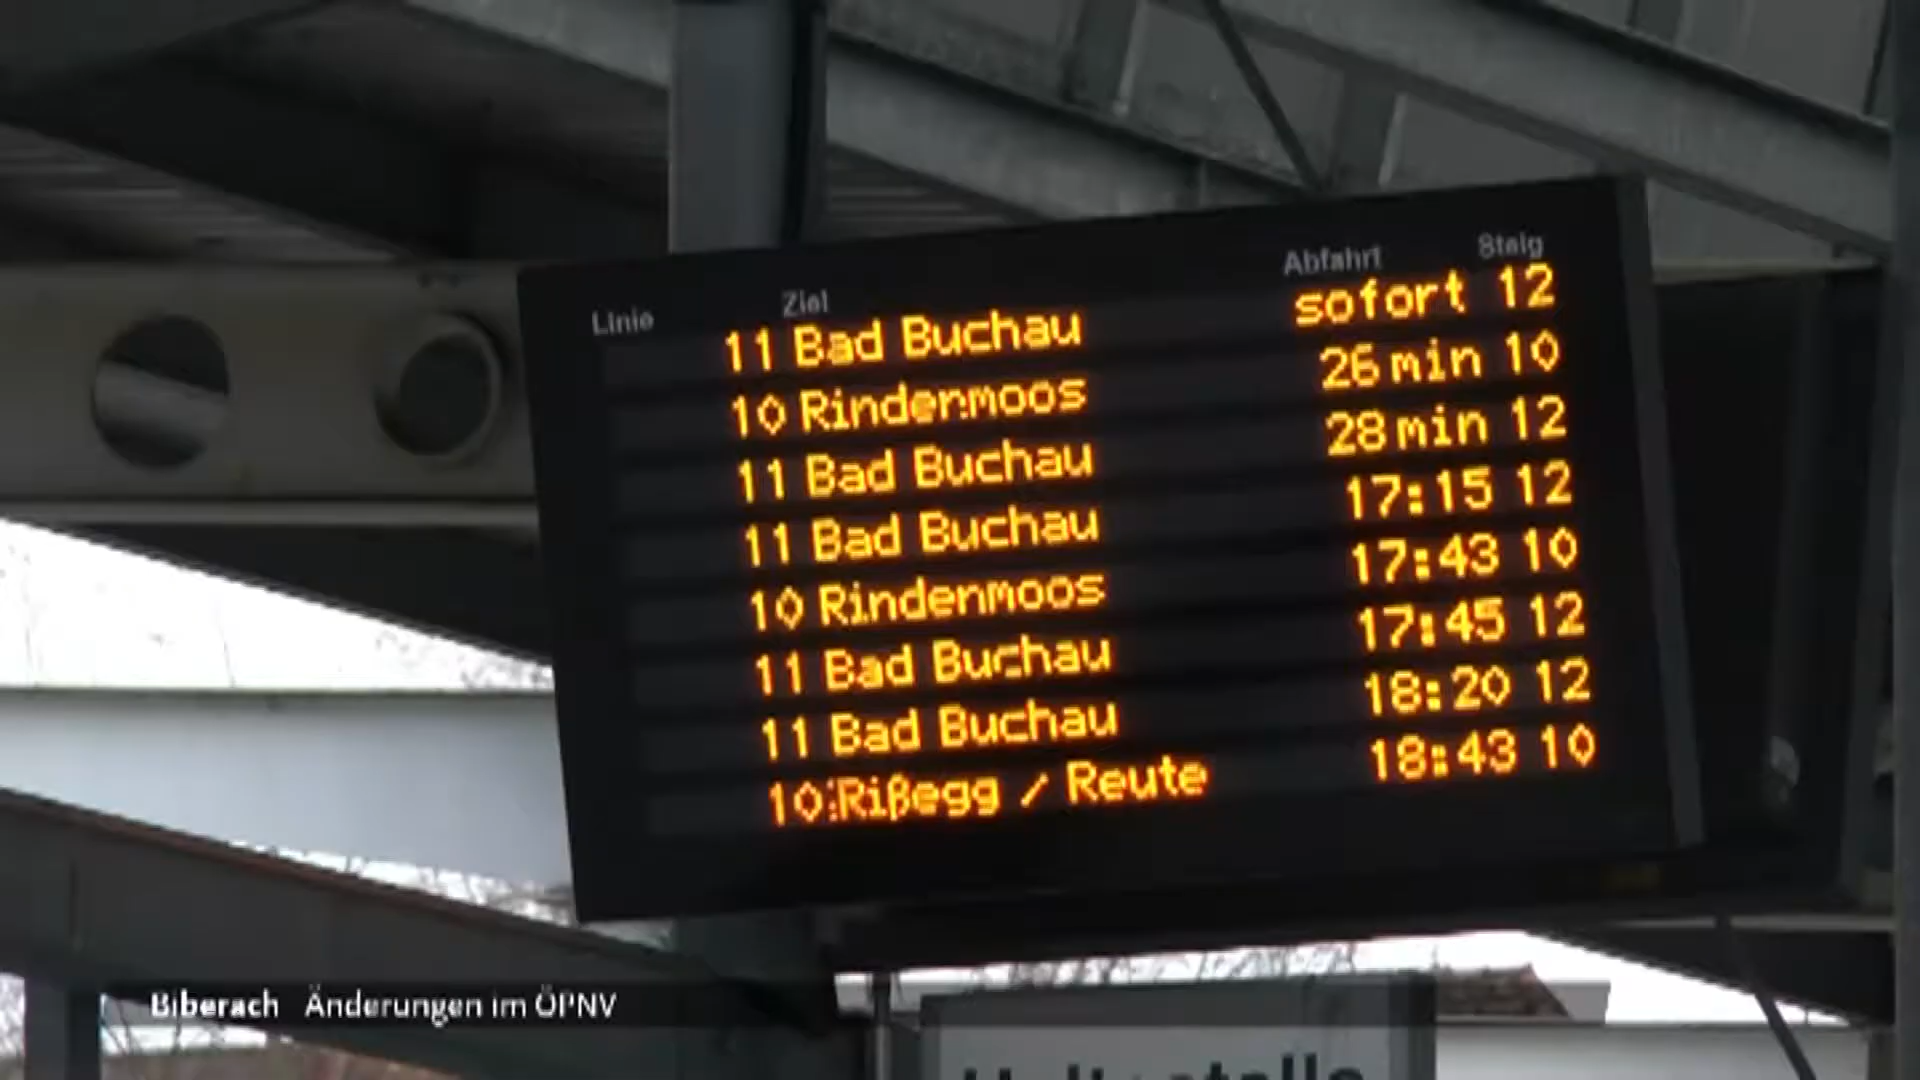 Linie Ziel Abfahrt Steig
11 Bad Buchau sofort 12
10 Rindenmoos 26 min 10
11 Bad Buchau 28 min 12
11 Bad Buchau 17:15 12
10 Rindenmoos 17:43 10
11 Bad Buchau 17:45 12
11 Bad Buchau 18:20 12
10 Rißegg / Reute 18:43 10
Biberach Änderungen im ÖPNV